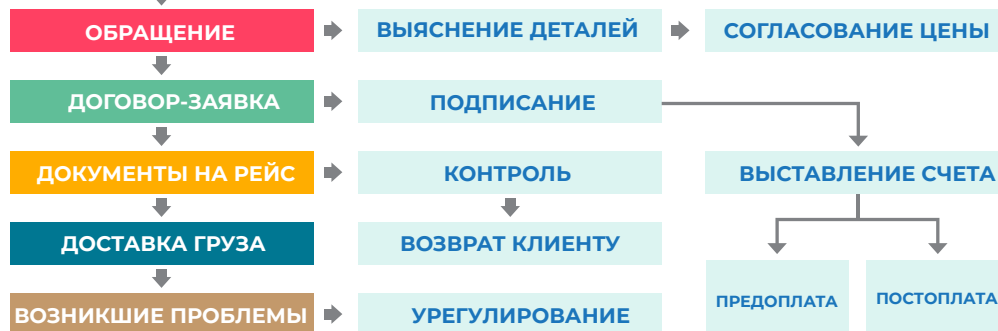 ОБРАЩЕНИЕ
ВЫЯСНЕНИЕ ДЕТАЛЕЙ
СОГЛАСОВАНИЕ ЦЕНЫ
ДОГОВОР-ЗАЯВКА
ПОДПИСАНИЕ
ДОКУМЕНТЫ НА РЕЙС
КОНТРОЛЬ
ВЫСТАВЛЕНИЕ СЧЕТА
ДОСТАВКА ГРУЗА
ВОЗВРАТ КЛИЕНТУ
ПРЕДОПЛАТА
ПОСТОПЛАТА
ВОЗНИКШИЕ ПРОБЛЕМЫ
УРЕГУЛИРОВАНИЕ